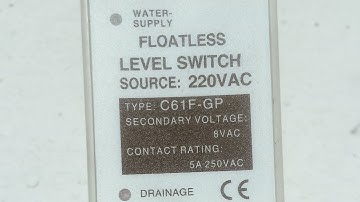 WATER-
SUPPLY
FLOATLESS
LEVEL SWITCH
SOURCE: 220VAC
TYPE: C61F-GP
SECONDARY VOLTAGE:
8VAC
CONTACT RATING:
5A 250VAC
DRAINAGE CE